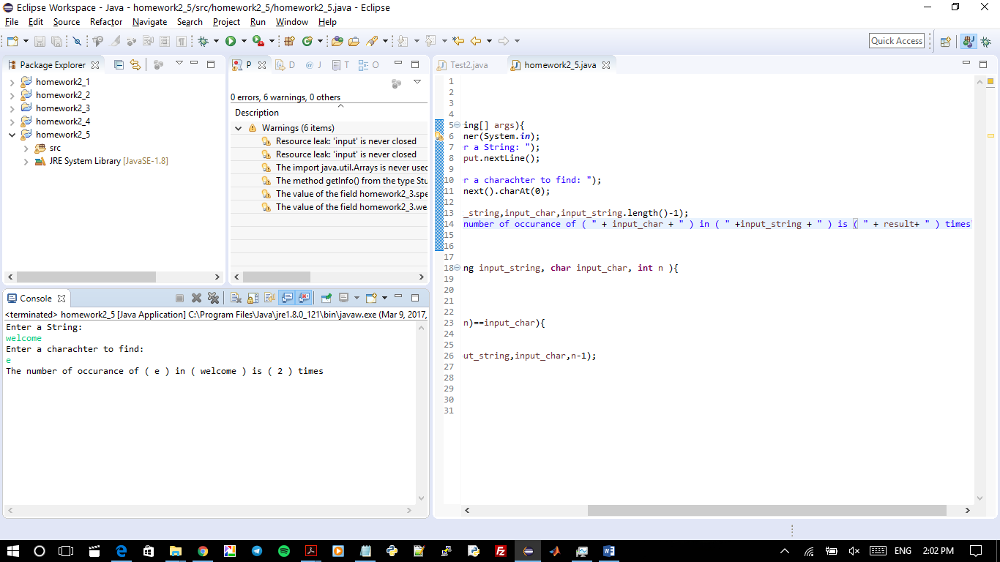 Eclipse Workspace - Java - homework2_5/src/homework2_5/homework2_5.java - Eclipse
File Edit Source Refactor Navigate Search Project Run Window Help
Quick Access
Package Explorer
homework2_1
homework2_2
homework2_3
homework2_4
homework2_5
src
JRE System Library [JavaSE-1.8]
P D @ J T O
0 errors, 6 warnings, 0 others
Description
Warnings (6 items)
Resource leak: 'input' is never closed
Resource leak: 'input' is never closed
The import java.util.Arrays is never used
The method getInfo() from the type Stu
The value of the field homework2_3.spe
The value of the field homework2_3.wea
Console
<terminated> homework2_5 [Java Application] C:\Program Files\Java\jre1.8.0_121\bin\javaw.exe (Mar 9, 2017,
Enter a String:
welcome
Enter a charachter to find:
e
The number of occurance of ( e ) in ( welcome ) is ( 2 ) times
Test2.java homework2_5.java
1
2
3
4
5 ing[] args){
6 ner(System.in);
7 r a String: ");
8 put.nextLine();
9
10 r a charachter to find: ");
11 next().charAt(0);
12
13 _string,input_char,input_string.length()-1);
14 number of occurance of ( " + input_char + " ) in ( " +input_string + " ) is ( " + result+ " ) times
15
16
17
18 ng input_string, char input_char, int n ){
19
20
21
22
23 n)==input_char){
24
25
26 ut_string,input_char,n-1);
27
28
29
30
31
ENG 2:02 PM